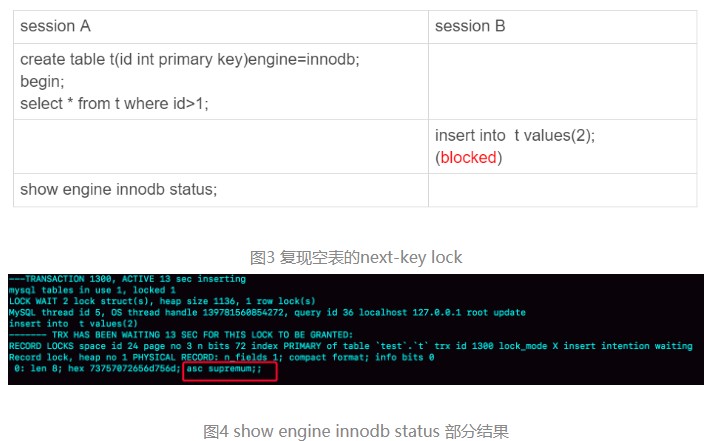 session A
session B
create table t(id int primary key)engine=innodb;
begin;
select * from t where id>1;
insert into t values(2);
(blocked)
show engine innodb status;
图3 复现空表的next-key lock
---TRANSACTION 1300, ACTIVE 13 sec inserting
mysql tables in use 1, locked 1
LOCK WAIT 2 lock struct(s), heap size 1136, 1 row lock(s)
MySQL thread id 5, OS thread handle 139781560854272, query id 36 localhost 127.0.0.1 root update
insert into t values(2)
------- TRX HAS BEEN WAITING 13 SEC FOR THIS LOCK TO BE GRANTED:
RECORD LOCKS space id 24 page no 3 n bits 72 index PRIMARY of table `test`.`t` trx id 1300 lock_mode X insert intention waiting
Record lock, heap no 1 PHYSICAL RECORD: n_fields 1; compact format; info bits 0
0: len 8; hex 73757072656d756d; asc supremum;;
图4 show engine innodb status 部分结果